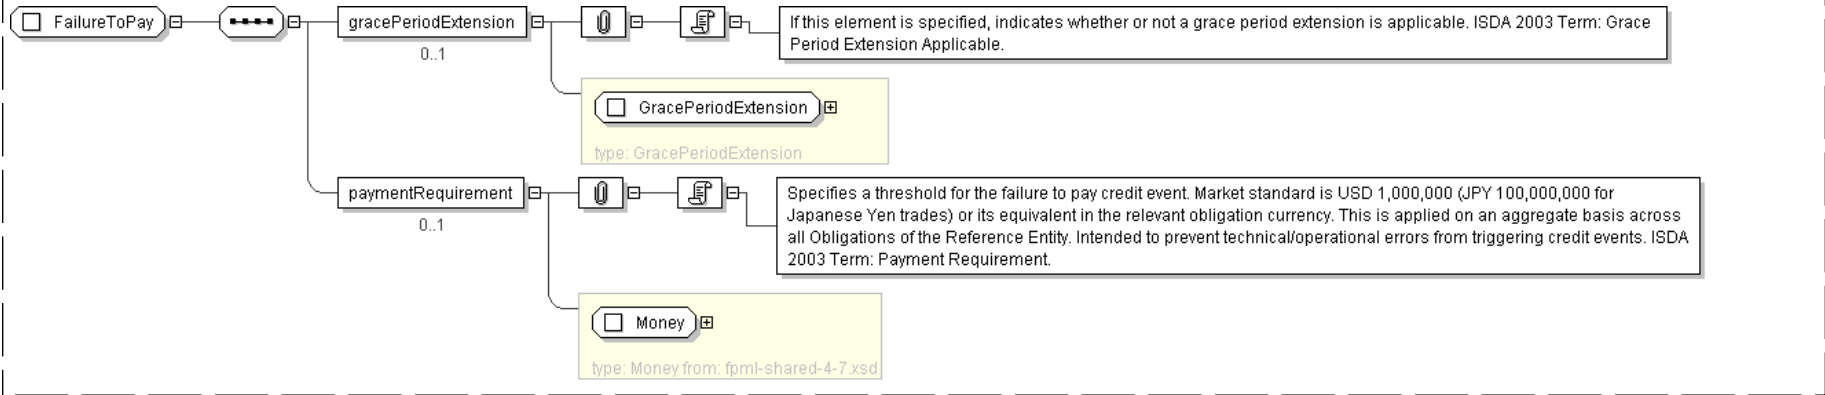 FailureToPay
gracePeriodExtension
0..1
If this element is specified, indicates whether or not a grace period extension is applicable. ISDA 2003 Term: Grace
Period Extension Applicable.
GracePeriodExtension
type: GracePeriodExtension
paymentRequirement
0..1
Specifies a threshold for the failure to pay credit event. Market standard is USD 1,000,000 (JPY 100,000,000 for
Japanese Yen trades) or its equivalent in the relevant obligation currency. This is applied on an aggregate basis across
all Obligations of the Reference Entity. Intended to prevent technical/operational errors from triggering credit events. ISDA
2003 Term: Payment Requirement.
Money
type: Money from: fpml-shared-4-7.xsd